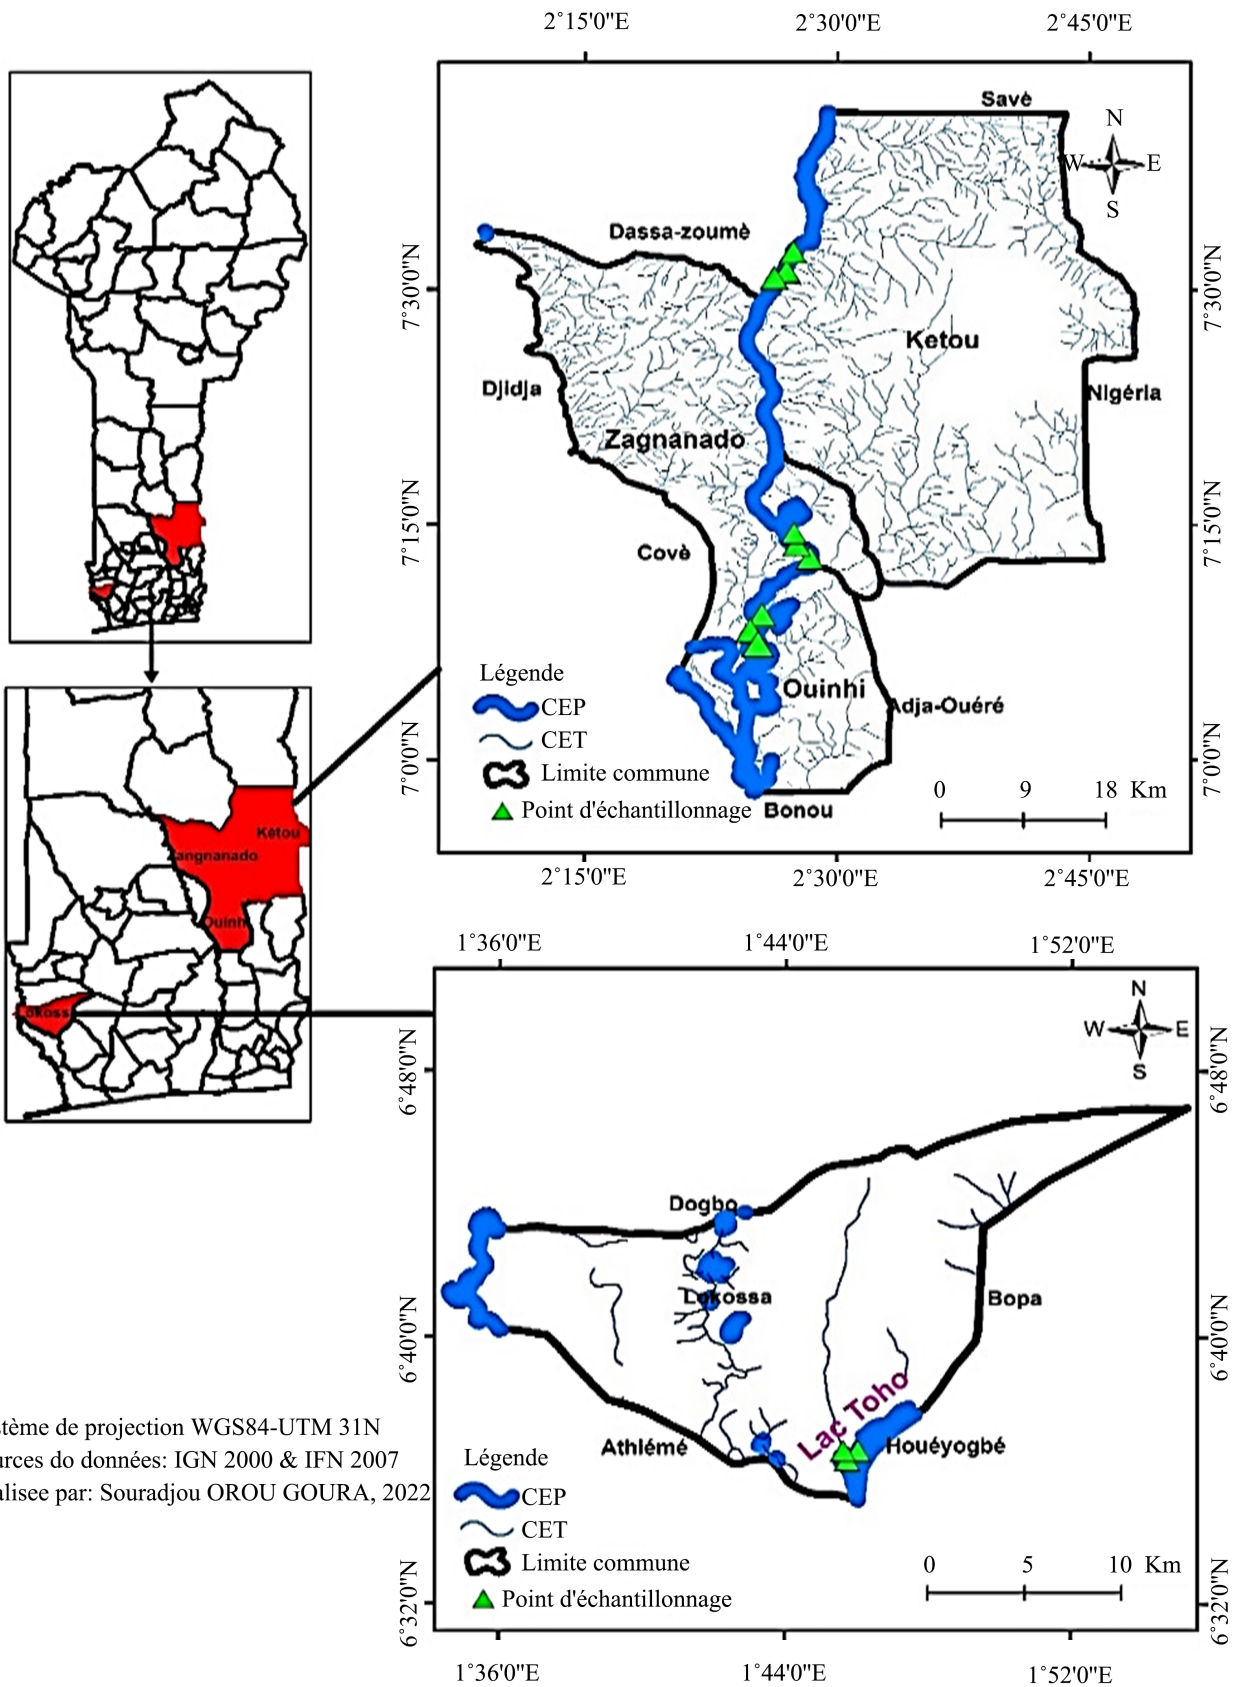 2°15'0"E 2°30'0"E 2°45'0"E
Savè
N
W E
S
Dassa-zoumè
7°30'0"N 7°30'0"N
Ketou
Djidja
Nigéria
Zagnanado
7°15'0"N 7°15'0"N
Covè
Légende
Ouinhi
CEP
Adja-Ouéré
CET
7°0'0"N 7°0'0"N
Limite commune
0 9 18 Km
Point d'échantillonnage
Bonou
2°15'0"E 2°30'0"E 2°45'0"E
Kétou
Zangnanado
Ouinhi
Lokossa
1°36'0"E 1°44'0"E 1°52'0"E
N
W E
S
6°48'0"N 6°48'0"N
Dogbo
Lokossa
Bopa
6°40'0"N 6°40'0"N
Lac Toho
Athlémé
Houéyogbé
Légende
CEP
CET
Limite commune
0 5 10 Km
Point d'échantillonnage
6°32'0"N 6°32'0"N
1°36'0"E 1°44'0"E 1°52'0"E
stème de projection WGS84-UTM 31N
urces do données: IGN 2000 & IFN 2007
alisee par: Souradjou OROU GOURA, 2022